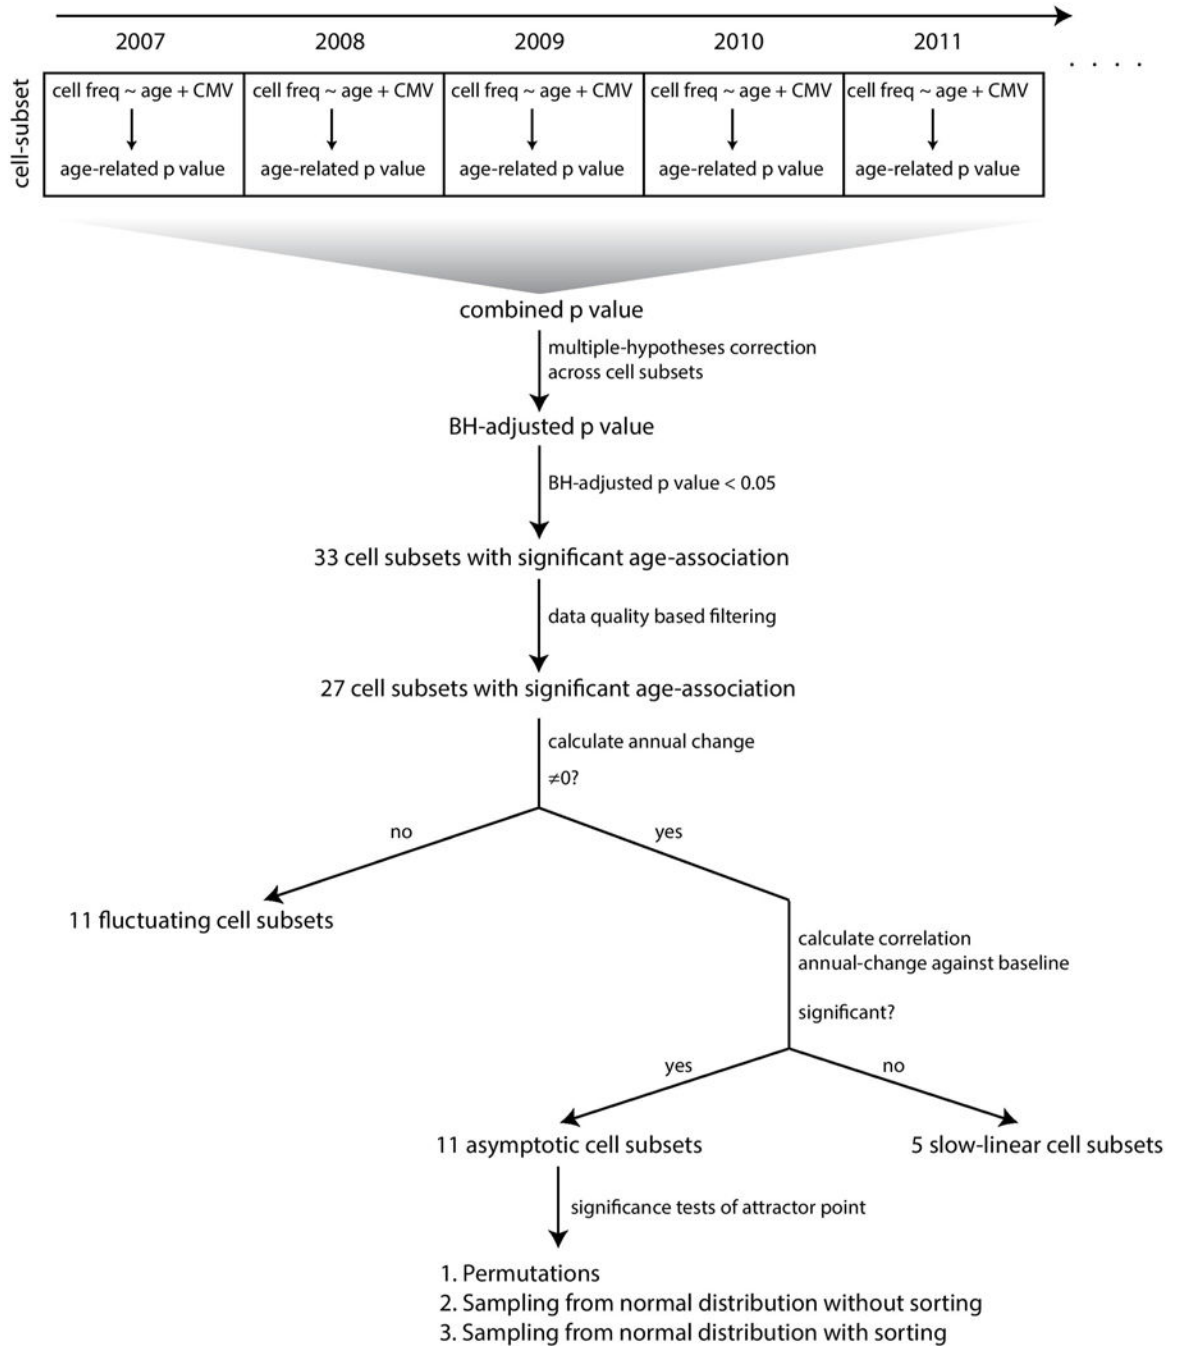 2007 2008 2009 2010 2011
. . . .
cell-subset
cell freq ~ age + CMV cell freq ~ age + CMV cell freq ~ age + CMV cell freq ~ age + CMV cell freq ~ age + CMV
age-related p value age-related p value age-related p value age-related p value age-related p value
combined p value
multiple-hypotheses correction
across cell subsets
BH-adjusted p value
BH-adjusted p value < 0.05
33 cell subsets with significant age-association
data quality based filtering
27 cell subsets with significant age-association
calculate annual change
≠0?
no yes
11 fluctuating cell subsets
calculate correlation
annual-change against baseline
significant?
yes no
11 asymptotic cell subsets 5 slow-linear cell subsets
significance tests of attractor point
1. Permutations
2. Sampling from normal distribution without sorting
3. Sampling from normal distribution with sorting